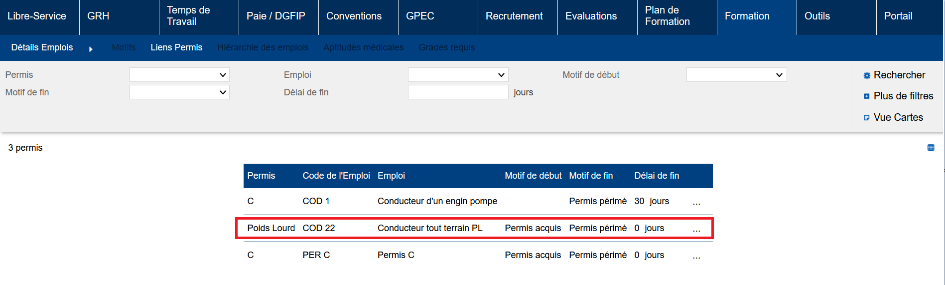 Libre-Service GRH Temps de Travail Paie / DGFIP Conventions GPEC Recrutement Evaluations Plan de Formation Formation Outils Portail
Détails Emplois Motifs Liens Permis Hiérarchie des emplois Aptitudes médicales Grades requis
Permis Emploi Motif de début Rechercher
Motif de fin Délai de fin jours Plus de filtres
Vue Cartes
3 permis
Permis Code de l'Emploi Emploi Motif de début Motif de fin Délai de fin
C COD 1 Conducteur d'un engin pompe Permis périmé 30 jours ...
Poids Lourd COD 22 Conducteur tout terrain PL Permis acquis Permis périmé 0 jours ...
C PER C Permis C Permis acquis Permis périmé 0 jours ...